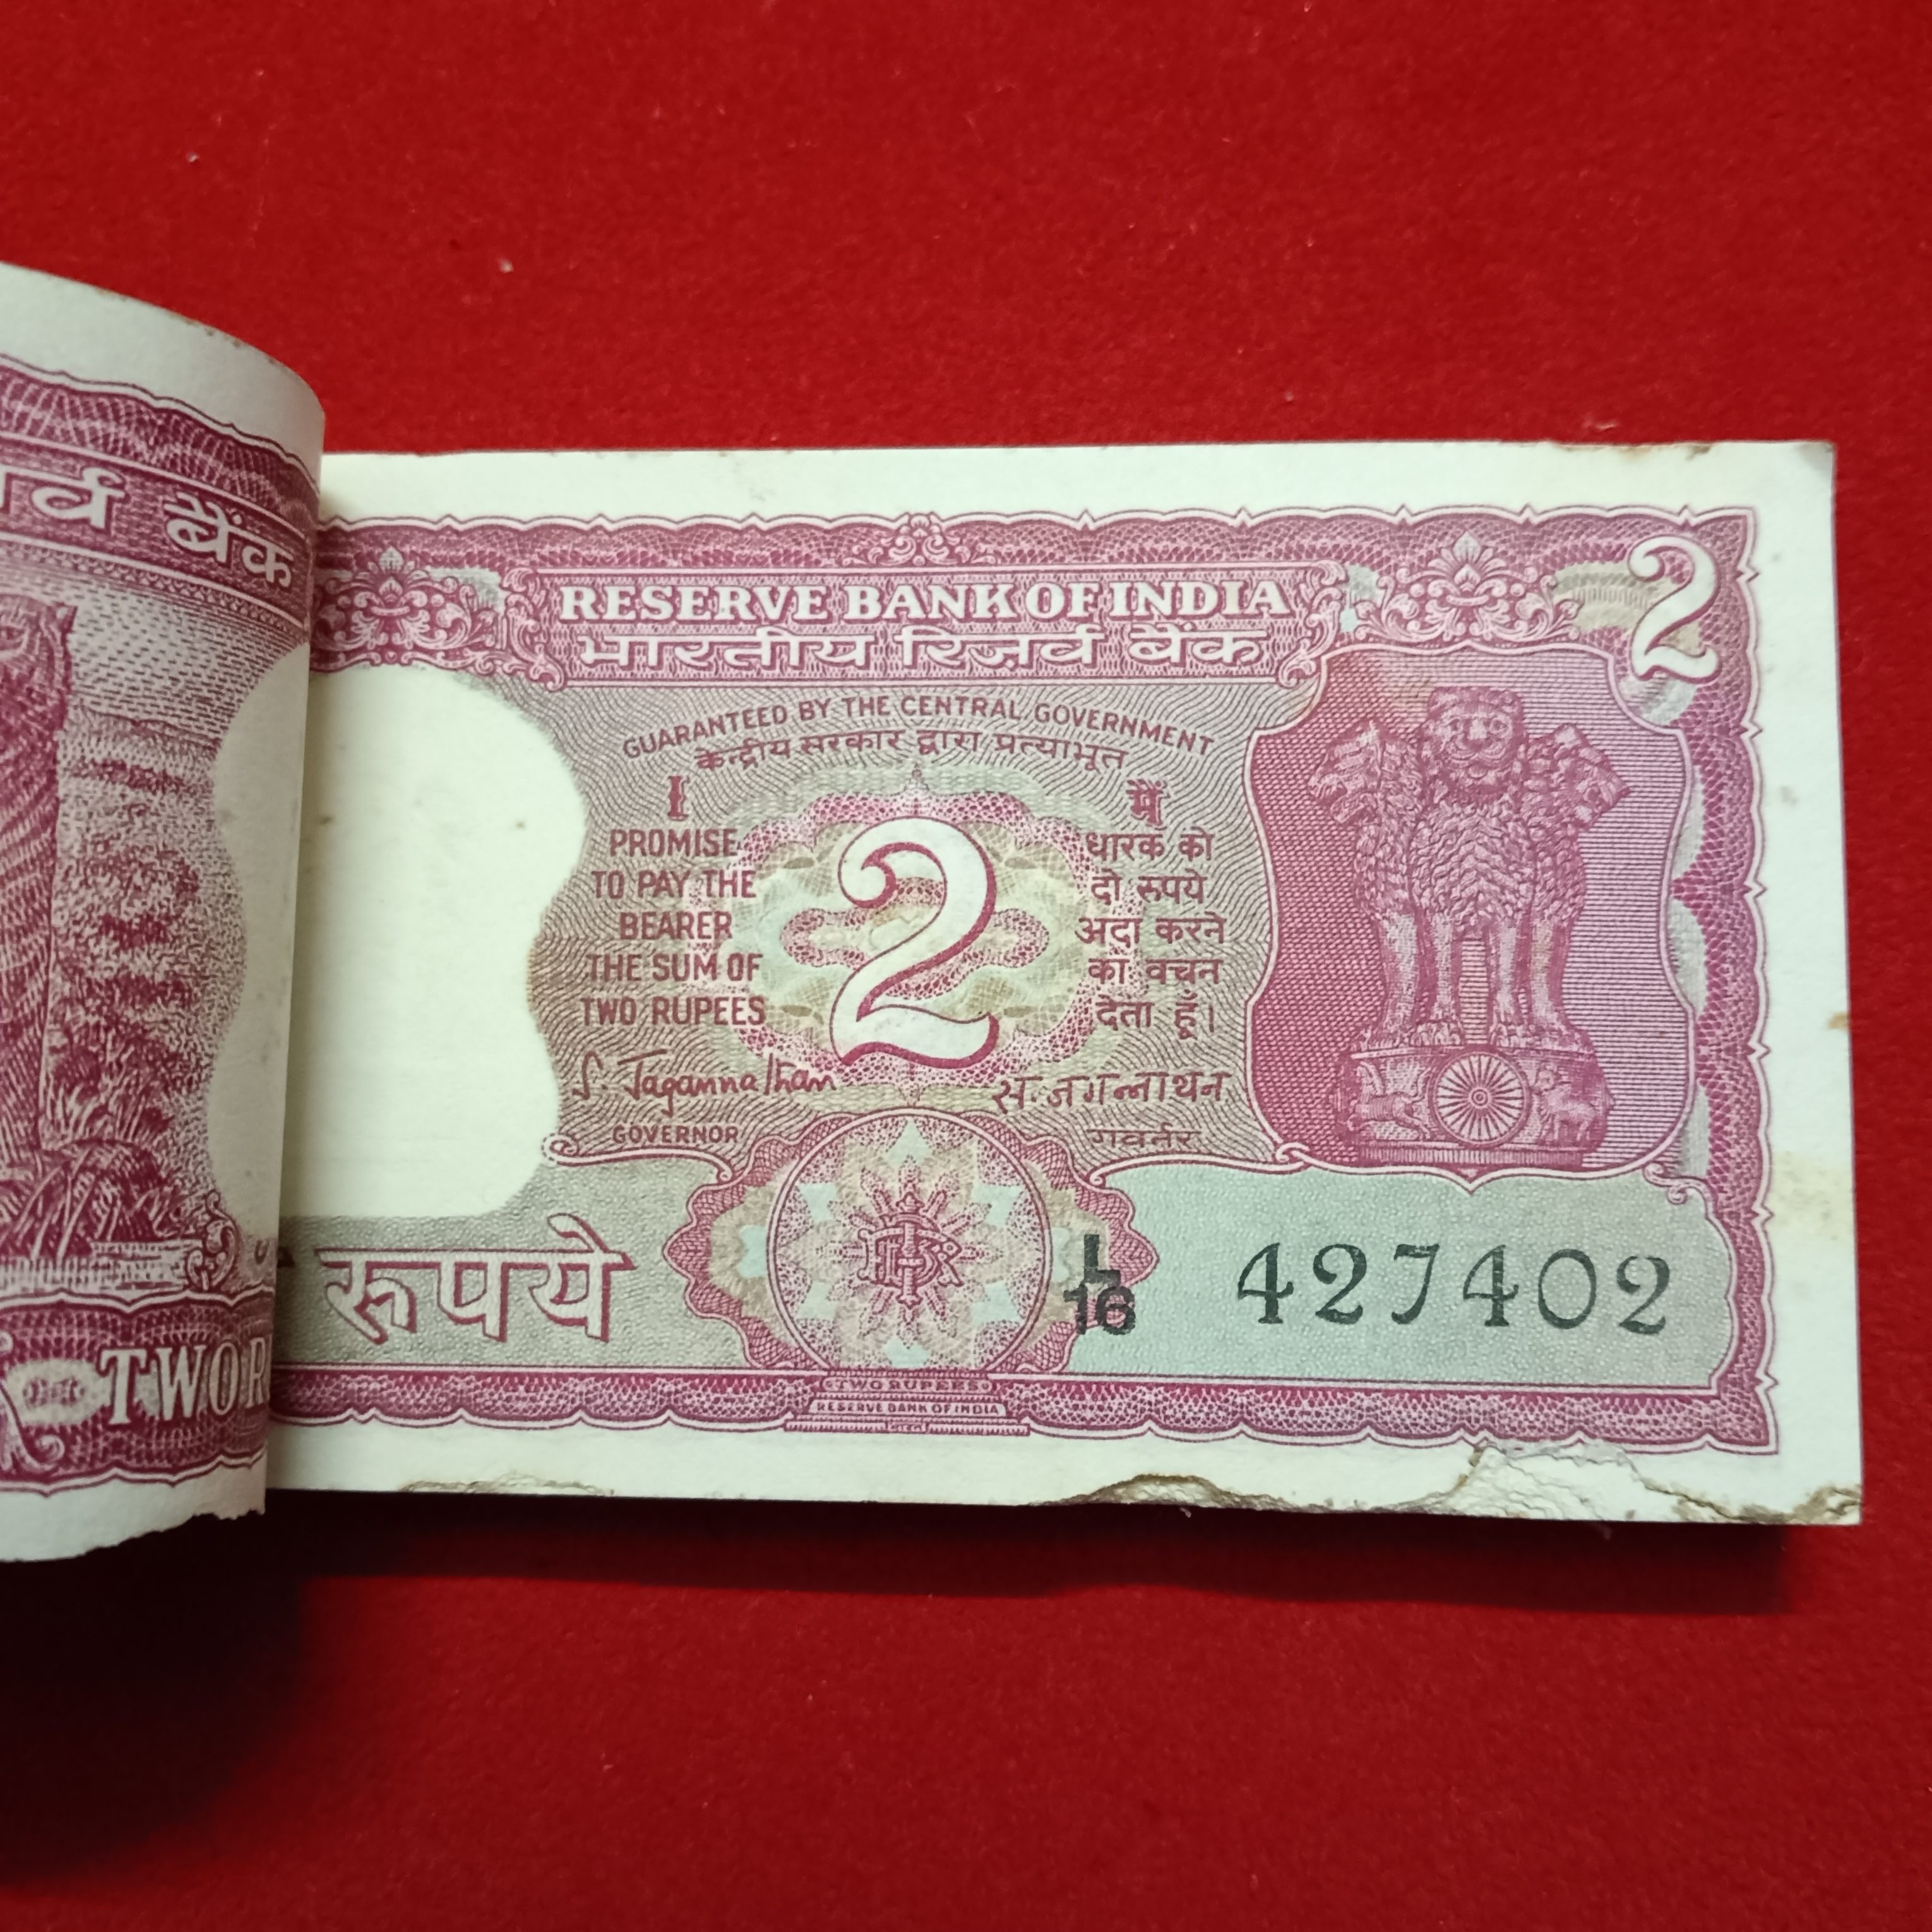 र्व बैंक
TWO R
RESERVE BANK OF INDIA
भारतीय रिज़र्व बैंक
2
GUARANTEED BY THE CENTRAL GOVERNMENT
केन्द्रीय सरकार द्वारा प्रत्याभूत
I
PROMISE
TO PAY THE
BEARER
THE SUM OF
TWO RUPEES
2
मैं
धारक को
दो रुपये
अदा करने
का वचन
देता हूँ।
S. Jagannathan
GOVERNOR
स. जगन्नाथन
गवर्नर
रुपये
L
16
427402
TWO RUPEES
RESERVE BANK OF INDIA